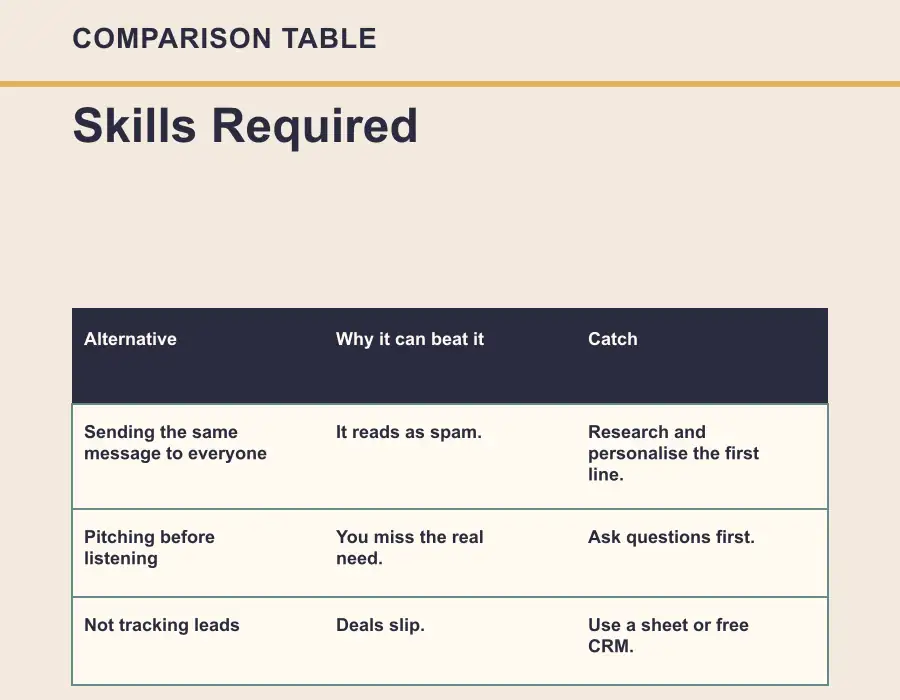 COMPARISON TABLE
Skills Required
Alternative
Why it can beat it
Catch
Sending the same
message to everyone
It reads as spam.
Research and
personalise the first
line.
Pitching before
listening
You miss the real
need.
Ask questions first.
Not tracking leads
Deals slip.
Use a sheet or free
CRM.